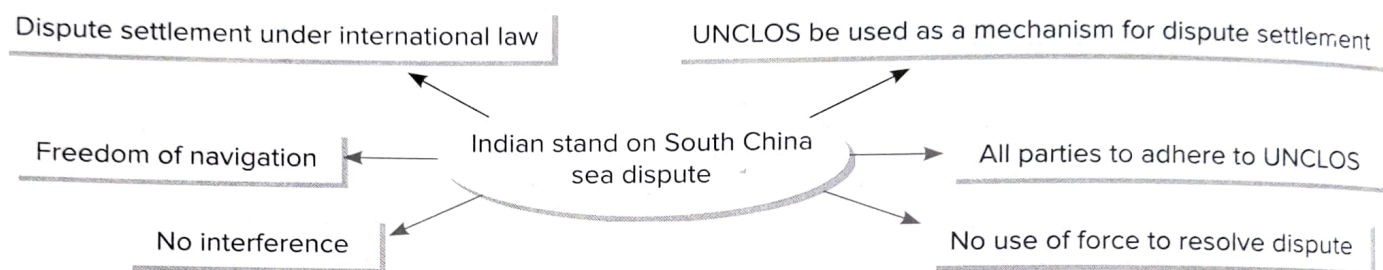 Dispute settlement under international law
UNCLOS be used as a mechanism for dispute settlement
Indian stand on South China
sea dispute
Freedom of navigation
All parties to adhere to UNCLOS
No interference
No use of force to resolve dispute